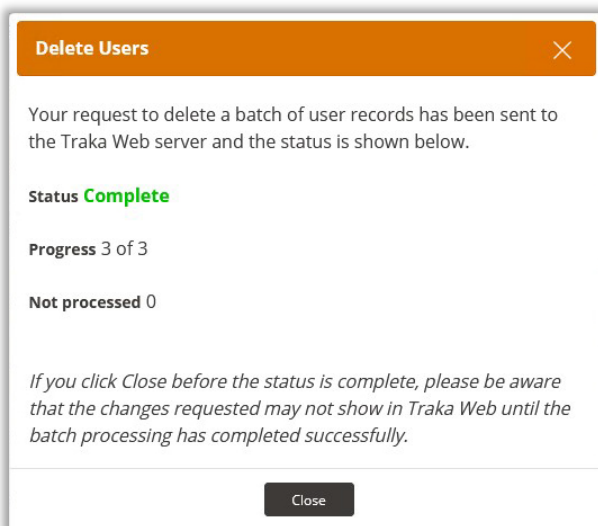 Delete Users
Your request to delete a batch of user records has been sent to
the Traka Web server and the status is shown below.
Status Complete
Progress 3 of 3
Not processed 0
If you click Close before the status is complete, please be aware
that the changes requested may not show in Traka Web until the
batch processing has completed successfully.
Close